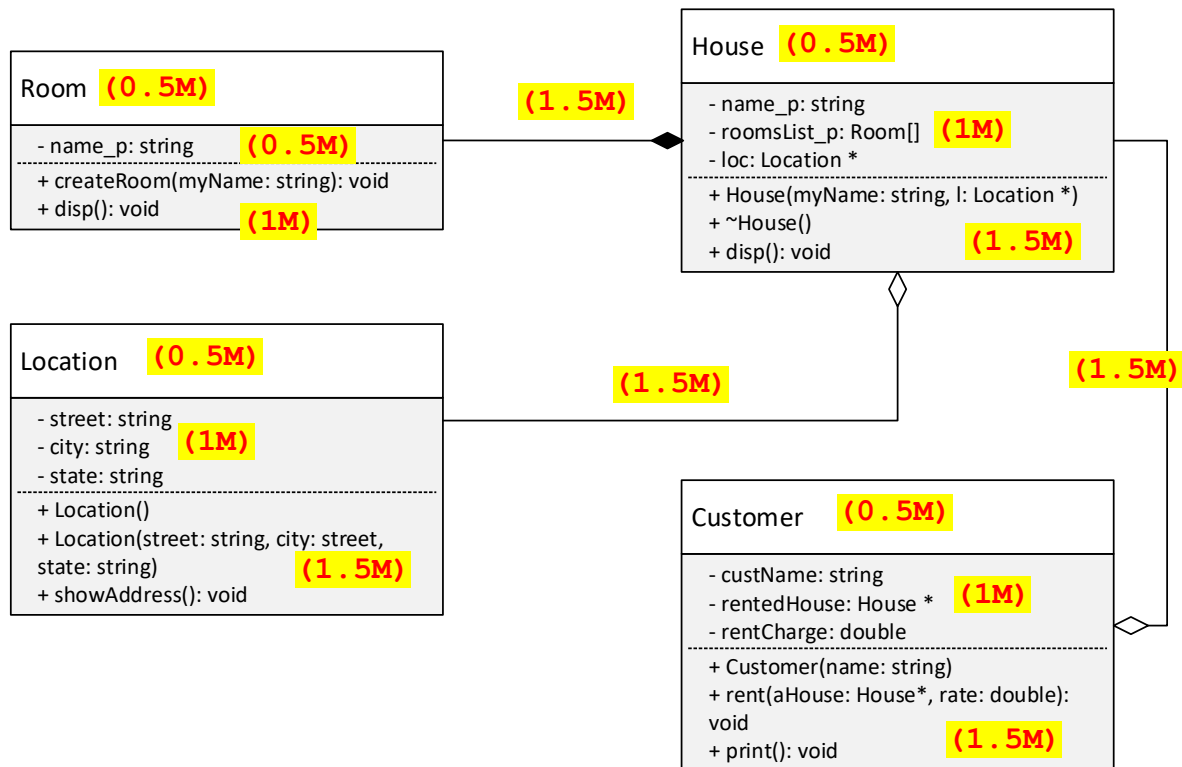 Room (0.5M)
- name_p: string (0.5M)
+ createRoom(myName: string): void
+ disp(): void (1M)
(1.5M)
House (0.5M)
- name_p: string
- roomsList_p: Room[] (1M)
- loc: Location *
+ House(myName: string, l: Location *)
+ ~House()
+ disp(): void (1.5M)
Location (0.5M)
- street: string
- city: string (1M)
- state: string
+ Location()
+ Location(street: string, city: street,
state: string) (1.5M)
+ showAddress(): void
(1.5M)
(1.5M)
Customer (0.5M)
- custName: string
- rentedHouse: House * (1M)
- rentCharge: double
+ Customer(name: string)
+ rent(aHouse: House*, rate: double):
void
+ print(): void (1.5M)